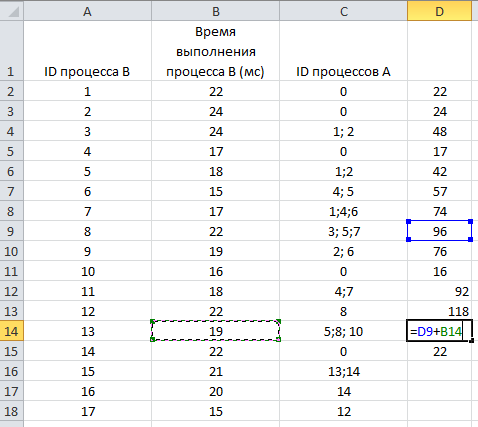 A B C D
1 ID процесса B Время выполнения процесса B (мс) ID процессов A
2 1 22 0 22
3 2 24 0 24
4 3 24 1; 2 48
5 4 17 0 17
6 5 18 1;2 42
7 6 15 4; 5 57
8 7 17 1;4;6 74
9 8 22 3; 5;7 96
10 9 19 2; 6 76
11 10 16 0 16
12 11 18 4;7 92
13 12 22 8 118
14 13 19 5;8; 10 =D9+B14
15 14 22 0 22
16 15 21 13;14
17 16 20 14
18 17 15 12